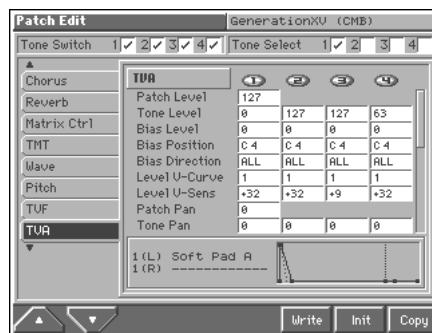 Patch Edit GenerationXV (CMB)
Tone Switch 1 2 3 4 Tone Select 1 2 3 4
Chorus
Reverb
Matrix Ctrl
TMT
Wave
Pitch
TVF
TVA
TVA 1 2 3 4
Patch Level 127
Tone Level 0 127 127 63
Bias Level 0 0 0 0
Bias Position C 4 C 4 C 4 C 4
Bias Direction ALL ALL ALL ALL
Level V-Curve 1 1 1 1
Level V-Sens +32 +32 +9 +32
Patch Pan 0
Tone Pan 0 0 0 0
1(L) Soft Pad A
1(R) ------------
Write Init Copy